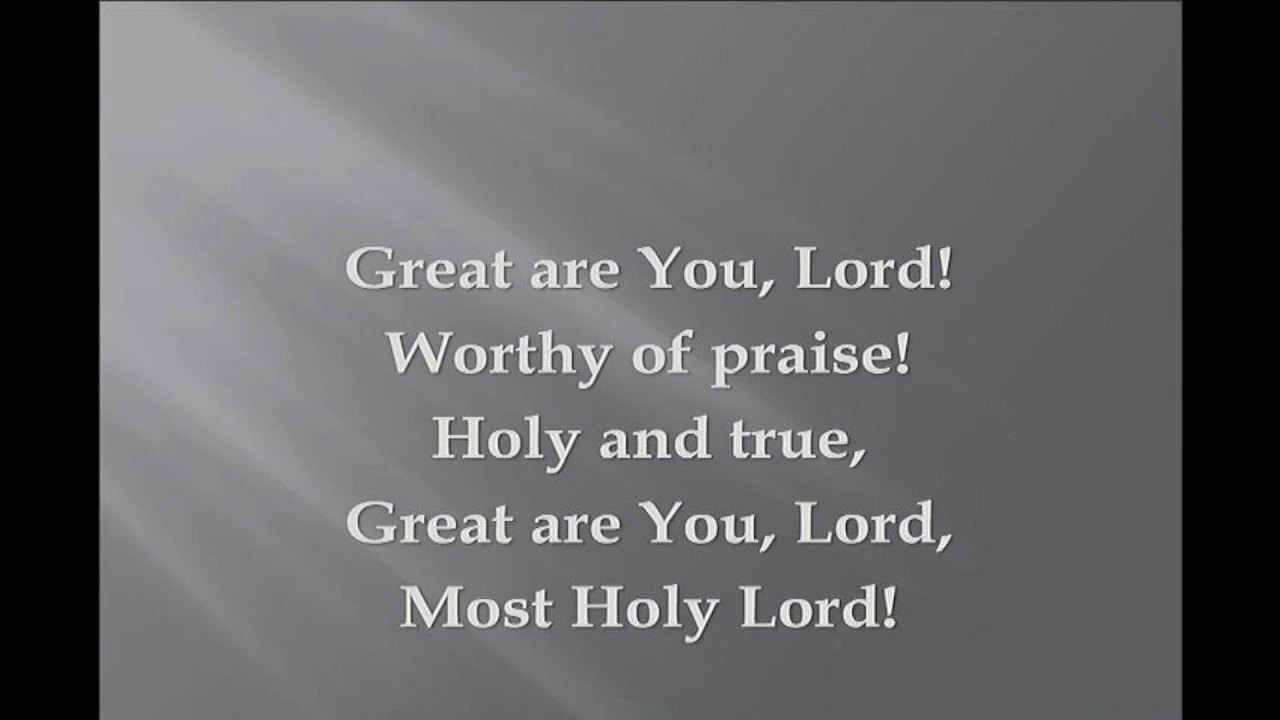 Great are You, Lord!
Worthy of praise!
Holy and true,
Great are You, Lord,
Most Holy Lord!